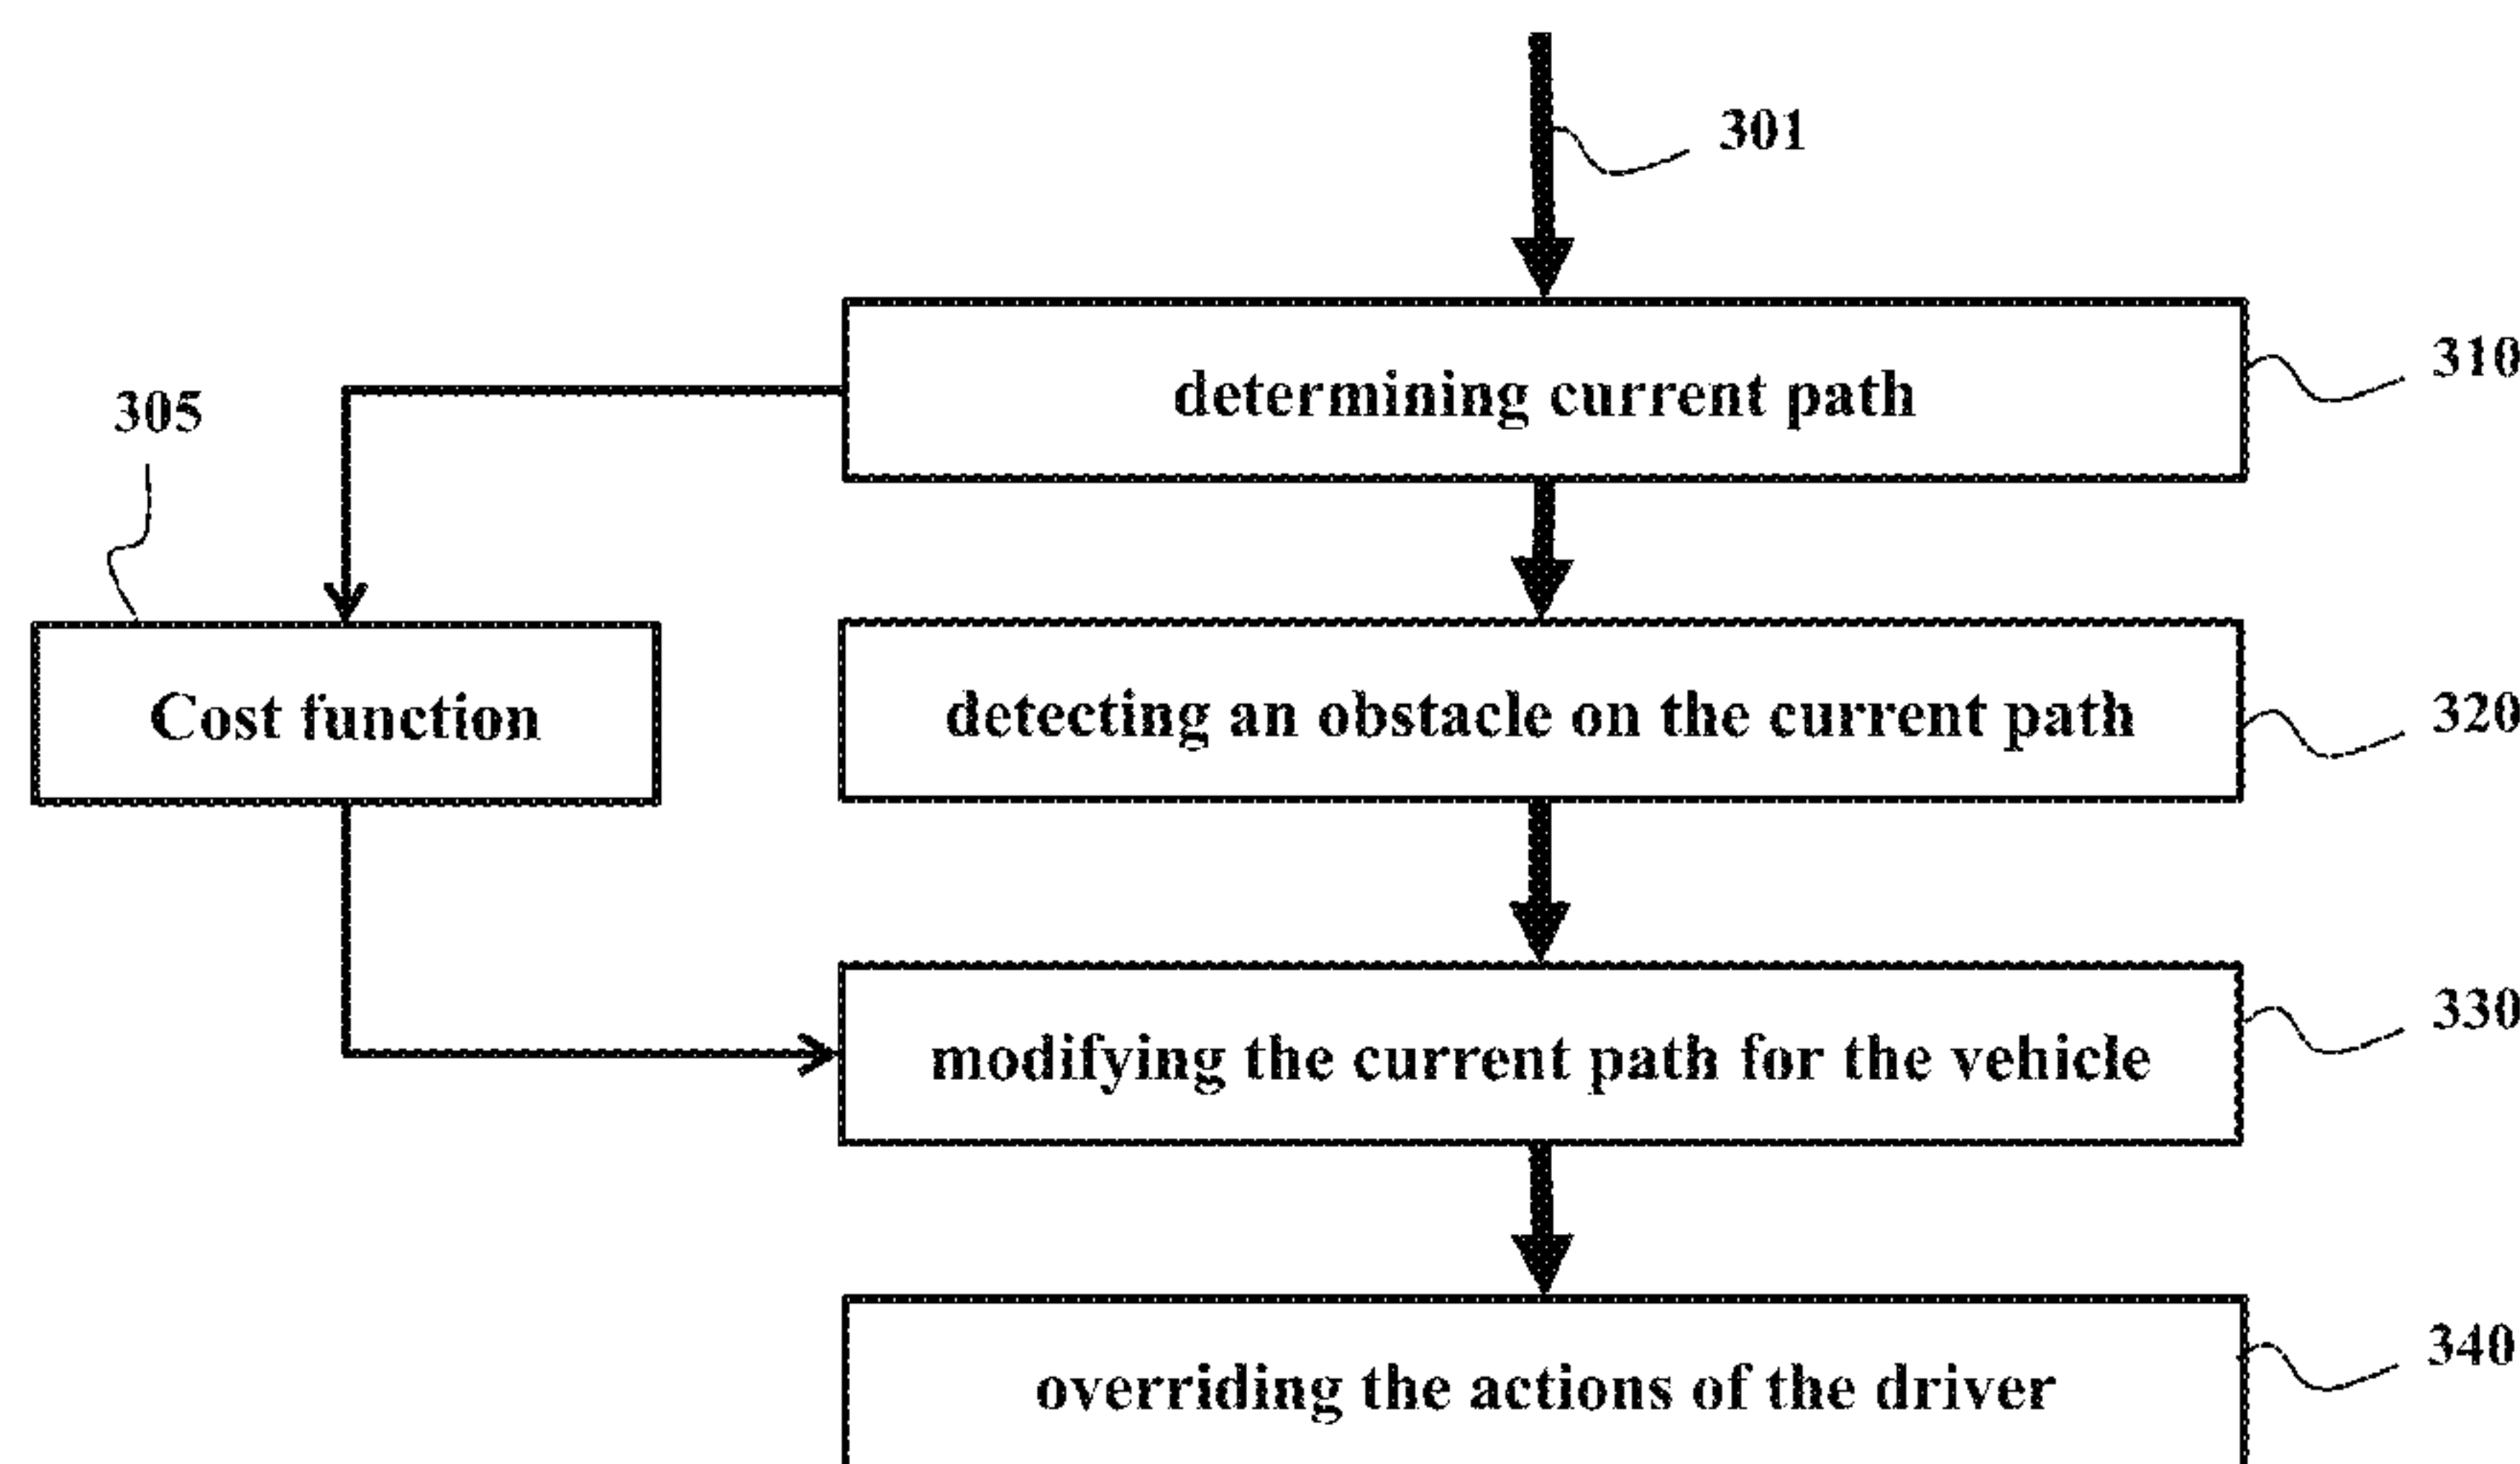 301
determining current path
310
305
Cost function
detecting an obstacle on the current path
320
modifying the current path for the vehicle
330
overriding the actions of the driver
340